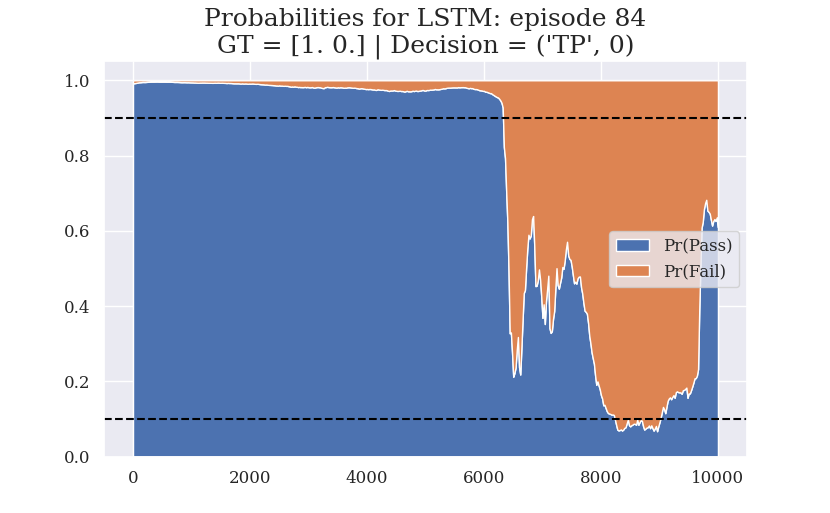 Probabilities for LSTM: episode 84
GT = [1. 0.] | Decision = ('TP', 0)
1.0
0.8
0.6
0.4
0.2
0.0
Pr(Pass)
Pr(Fail)
0 2000 4000 6000 8000 10000